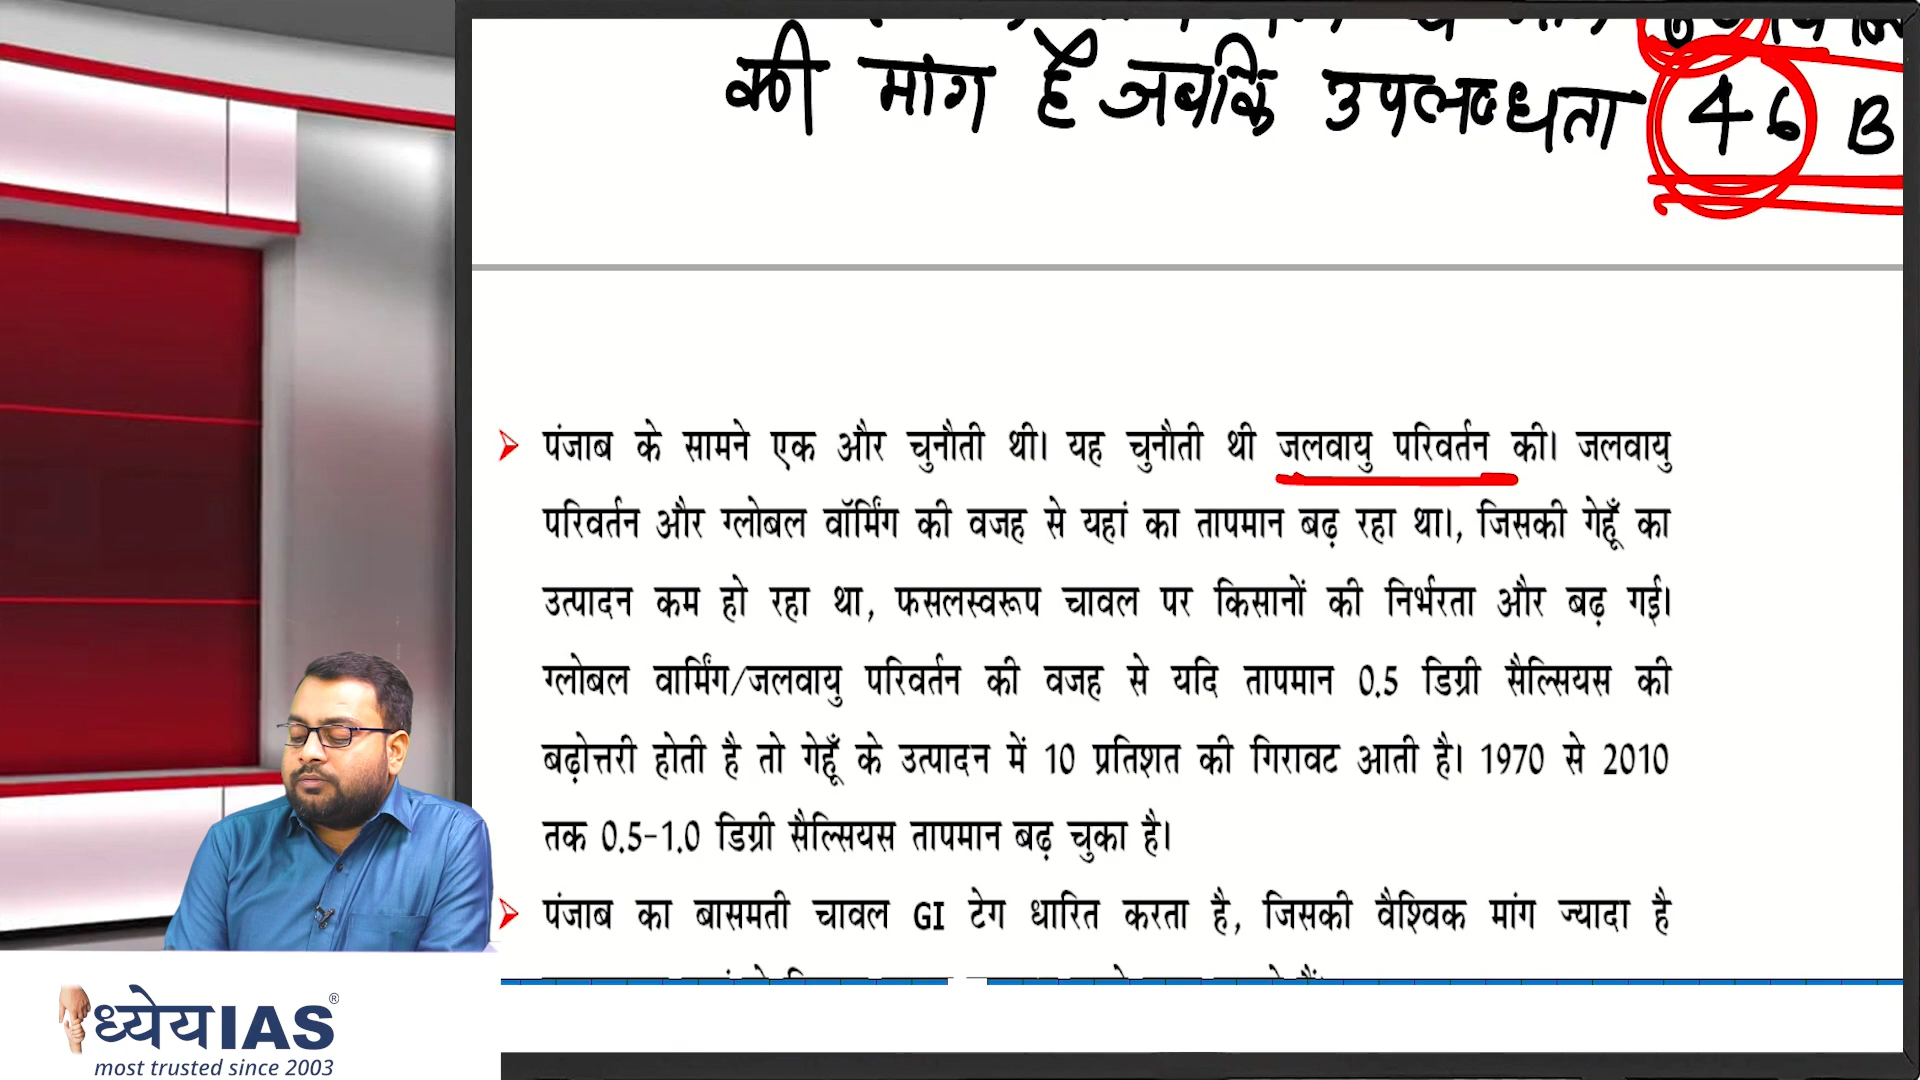 की मांग है जबकि उपलब्धता 46 B
पंजाब के सामने एक और चुनौती थी। यह चुनौती थी जलवायु परिवर्तन की। जलवायु
परिवर्तन और ग्लोबल वॉर्मिंग की वजह से यहां का तापमान बढ़ रहा था।, जिसकी गेहूँ का
उत्पादन कम हो रहा था, फसलस्वरूप चावल पर किसानों की निर्भरता और बढ़ गई।
ग्लोबल वार्मिंग/जलवायु परिवर्तन की वजह से यदि तापमान 0.5 डिग्री सैल्सियस की
बढ़ोत्तरी होती है तो गेहूँ के उत्पादन में 10 प्रतिशत की गिरावट आती है। 1970 से 2010
तक 0.5-1.0 डिग्री सैल्सियस तापमान बढ़ चुका है।
पंजाब का बासमती चावल GI टेग धारित करता है, जिसकी वैश्विक मांग ज्यादा है
ध्येयIAS®
most trusted since 2003